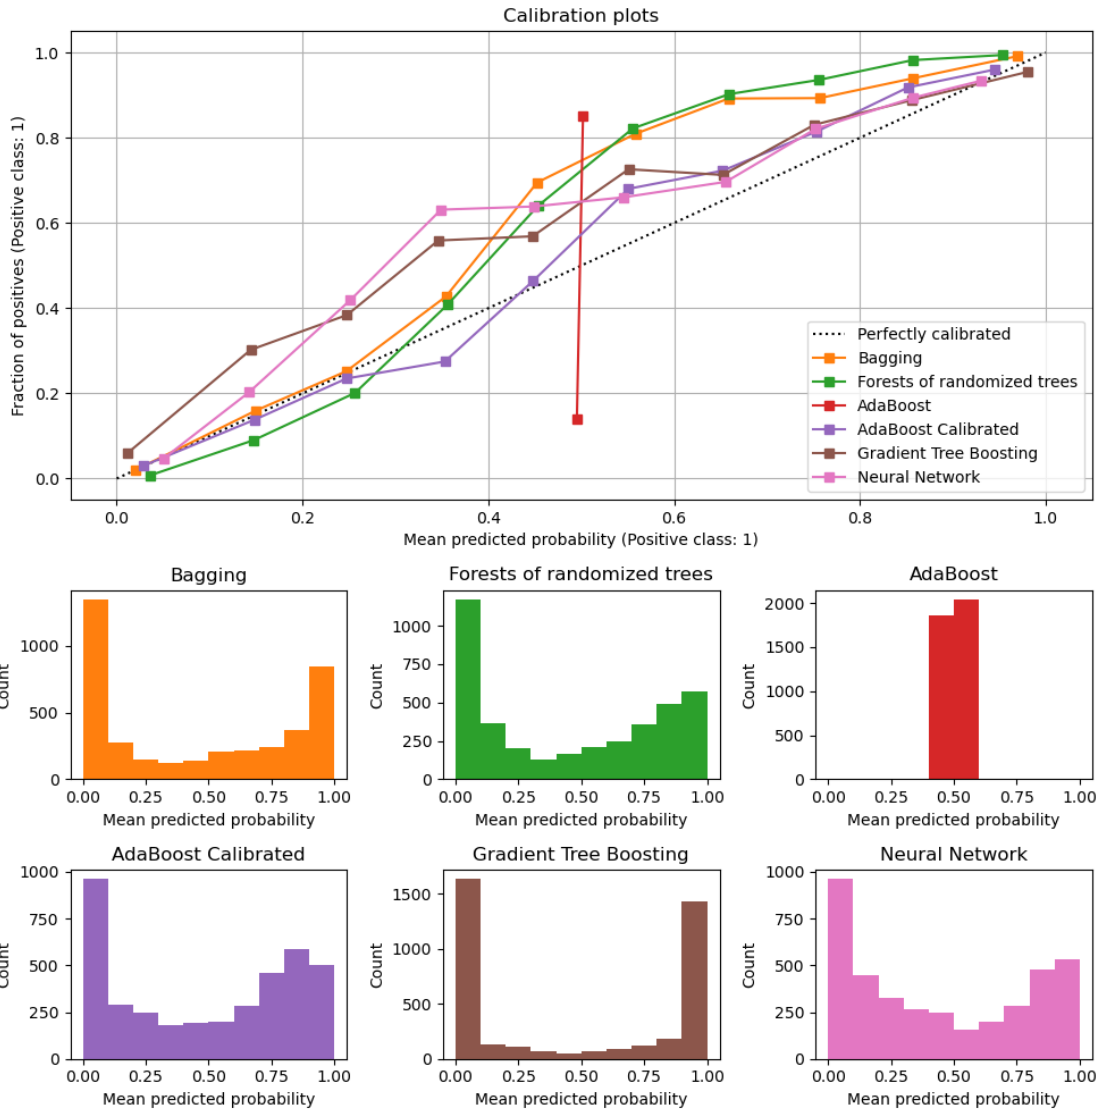 Calibration plots
1.0
0.8
0.6
0.4
0.2
0.0
Fraction of positives (Positive class: 1)
Perfectly calibrated
Bagging
Forests of randomized trees
AdaBoost
AdaBoost Calibrated
Gradient Tree Boosting
Neural Network
0.0 0.2 0.4 0.6 0.8 1.0
Mean predicted probability (Positive class: 1)
Bagging
1000
500
0
Count
0.00 0.25 0.50 0.75 1.00
Mean predicted probability
Forests of randomized trees
1000
750
500
250
0
Count
0.00 0.25 0.50 0.75 1.00
Mean predicted probability
AdaBoost
2000
1500
1000
500
0
Count
0.00 0.25 0.50 0.75 1.00
Mean predicted probability
AdaBoost Calibrated
1000
750
500
250
0
Count
0.00 0.25 0.50 0.75 1.00
Mean predicted probability
Gradient Tree Boosting
1500
1000
500
0
Count
0.00 0.25 0.50 0.75 1.00
Mean predicted probability
Neural Network
1000
750
500
250
0
Count
0.00 0.25 0.50 0.75 1.00
Mean predicted probability